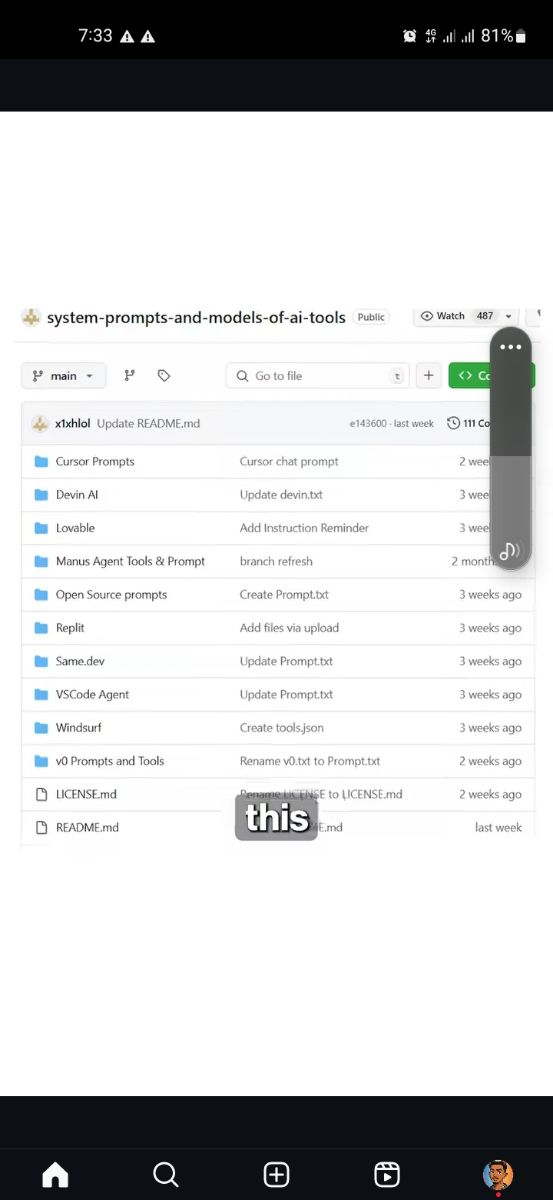 7:33 4G 81%
system-prompts-and-models-of-ai-tools Public Watch 487
main Go to file t
x1xhlol Update README.md e143600 · last week 111 Co
Cursor Prompts Cursor chat prompt 2 wee
Devin AI Update devin.txt 3 wee
Lovable Add Instruction Reminder 3 wee
Manus Agent Tools & Prompt branch refresh 2 month
Open Source prompts Create Prompt.txt 3 weeks ago
Replit Add files via upload 3 weeks ago
Same.dev Update Prompt.txt 3 weeks ago
VSCode Agent Update Prompt.txt 3 weeks ago
Windsurf Create tools.json 3 weeks ago
v0 Prompts and Tools Rename v0.txt to Prompt.txt 2 weeks ago
LICENSE.md Rename LICENSE to LICENSE.md 2 weeks ago
this
README.md E.md last week